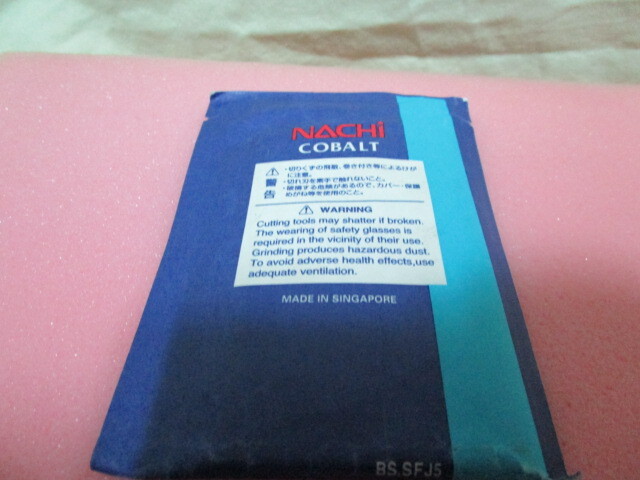 NACHi
COBALT
・切りくずの飛散、巻き付き等によるけが
に注意。
・切れ刃を素手で触れないこと。
・破損する危険があるので、カバー・保護
めがね等を使用のこと。
警告
WARNING
Cutting tools may shatter if broken.
The wearing of safety glasses is
required in the vicinity of their use.
Grinding produces hazardous dust.
To avoid adverse health effects,use
adequate ventilation.
MADE IN SINGAPORE
BS.SFJ5